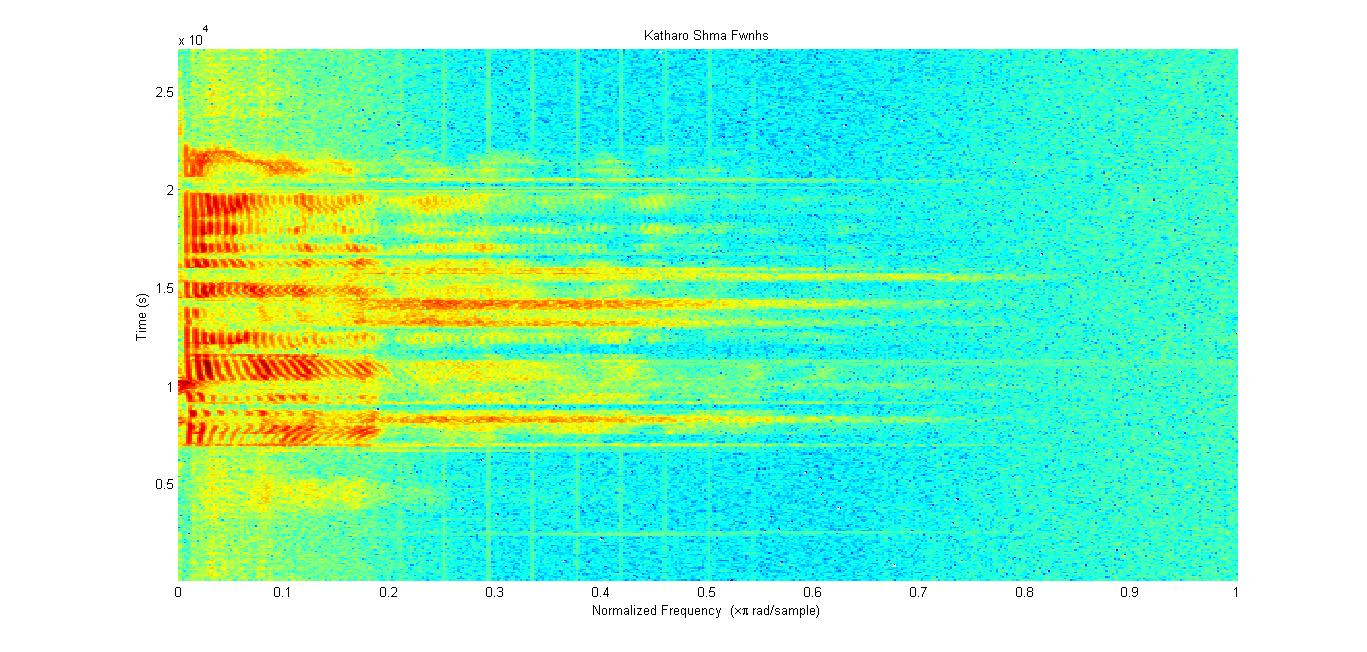 Katharo Shma Fwnhs
x 10^4
2.5
2
1.5
1
0.5
Time (s)
0 0.1 0.2 0.3 0.4 0.5 0.6 0.7 0.8 0.9 1
Normalized Frequency (×π rad/sample)